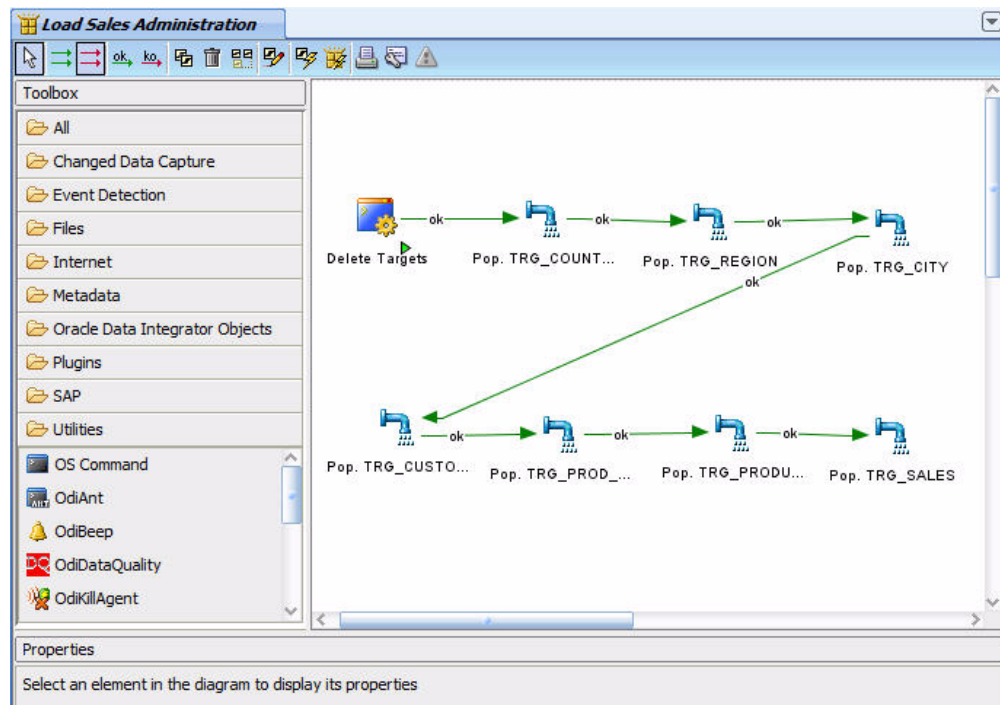 Load Sales Administration
ok
ko
Toolbox
All
Changed Data Capture
Event Detection
Files
Internet
Metadata
Oracle Data Integrator Objects
Plugins
SAP
Utilities
OS Command
OdiAnt
OdiBeep
DQ OdiDataQuality
OdiKillAgent
ok ok ok
Delete Targets Pop. TRG_COUNT... Pop. TRG_REGION Pop. TRG_CITY
ok
ok ok ok
Pop. TRG_CUSTO... Pop. TRG_PROD_... Pop. TRG_PRODU... Pop. TRG_SALES
Properties
Select an element in the diagram to display its properties